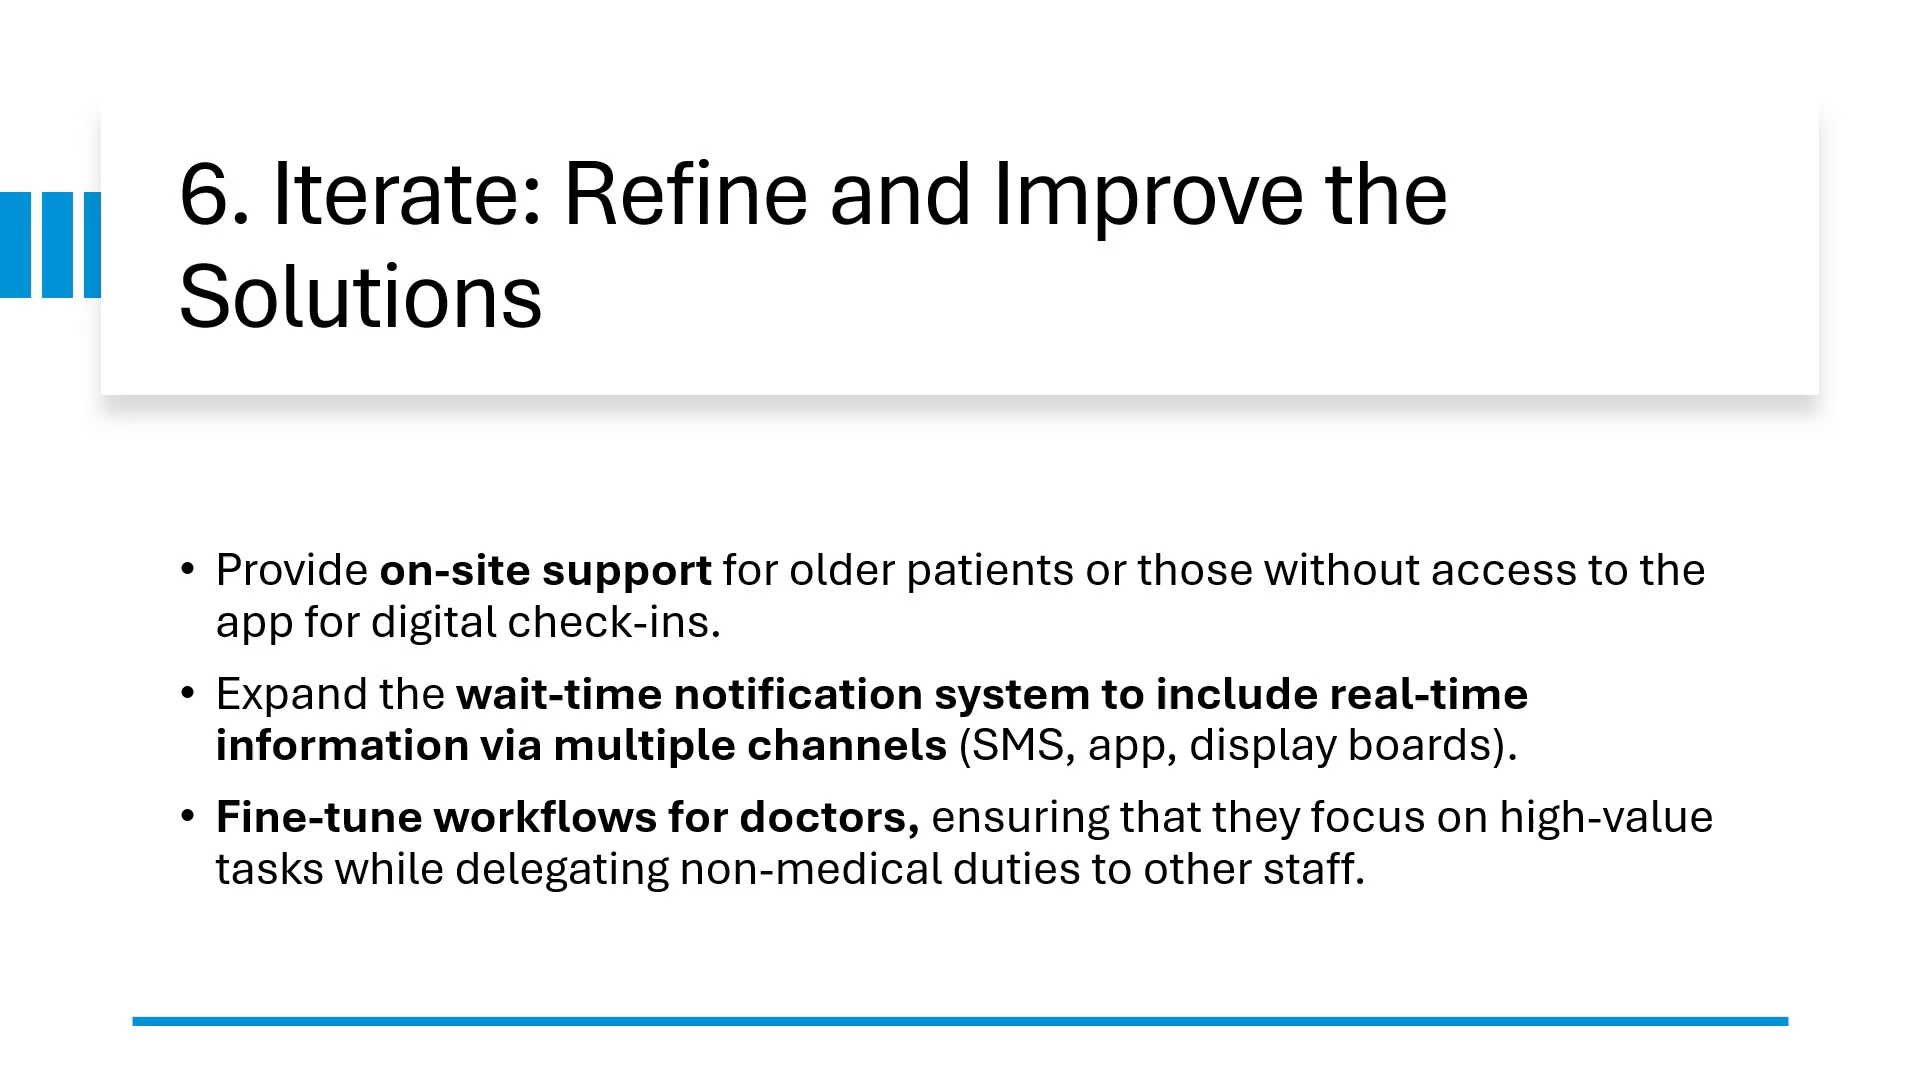 6. Iterate: Refine and Improve the
Solutions
• Provide on-site support for older patients or those without access to the
app for digital check-ins.
• Expand the wait-time notification system to include real-time
information via multiple channels (SMS, app, display boards).
• Fine-tune workflows for doctors, ensuring that they focus on high-value
tasks while delegating non-medical duties to other staff.